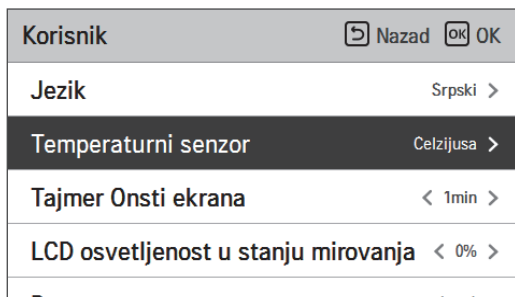 Korisnik Nazad OK OK
Jezik Srpski >
Temperaturni senzor Celzijusa >
Tajmer Onsti ekrana < 1min >
LCD osvetljenost u stanju mirovanja < 0% >